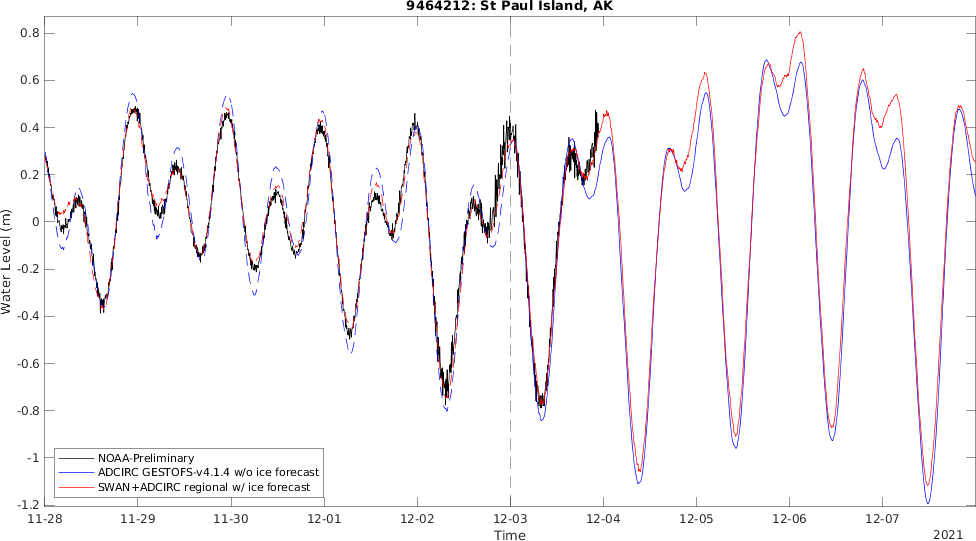 9464212: St Paul Island, AK
Water Level (m)
0.8
0.6
0.4
0.2
0
-0.2
-0.4
-0.6
-0.8
-1
-1.2
NOAA-Preliminary
ADCIRC GESTOFS-v4.1.4 w/o ice forecast
SWAN+ADCIRC regional w/ ice forecast
11-28 11-29 11-30 12-01 12-02 12-03 12-04 12-05 12-06 12-07
Time
2021